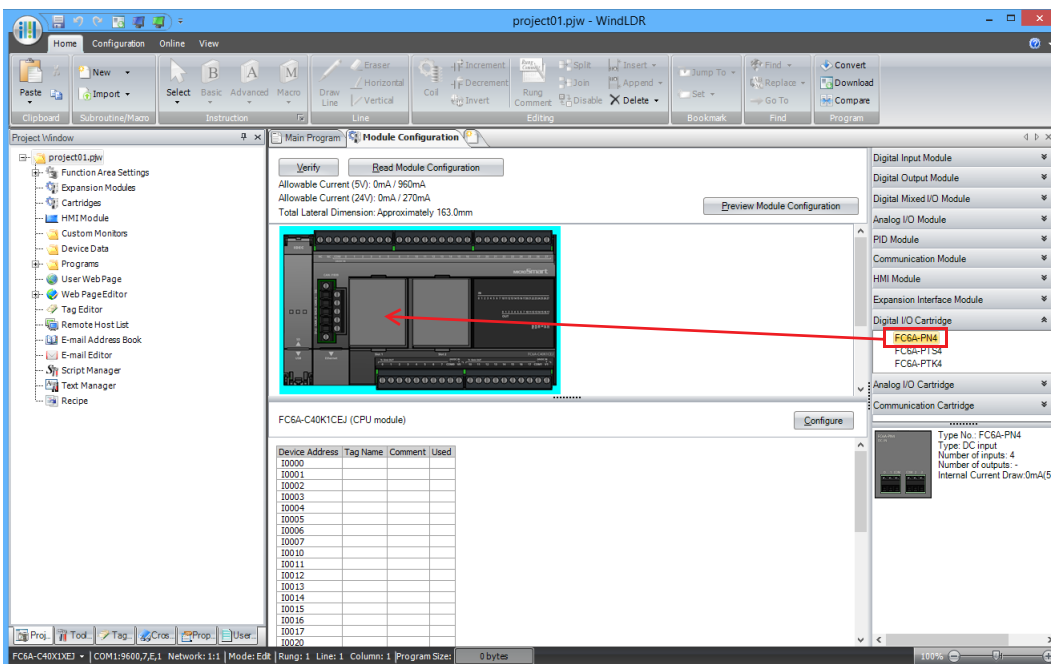 project01.pjw - WindLDR
Home Configuration Online View
Paste
New
Import
Select Basic Advanced Macro
Draw Line
Eraser
Horizontal
Vertical
Coil
Increment
Decrement
Invert
Rung Comment
Split
Join
Disable
Insert
Append
Delete
Jump To
Set
Find
Replace
Go To
Convert
Download
Compare
Clipboard Subroutine/Macro Instruction Line Editing Bookmark Find Program
Project Window
project01.pjw
Function Area Settings
Expansion Modules
Cartridges
HMI Module
Custom Monitors
Device Data
Programs
User Web Page
Web Page Editor
Tag Editor
Remote Host List
E-mail Address Book
E-mail Editor
Script Manager
Text Manager
Recipe
Proj... Tool... Tag... Cros... Prop... User...
Main Program Module Configuration
Verify Read Module Configuration
Allowable Current (5V): 0mA / 960mA
Allowable Current (24V): 0mA / 270mA
Total Lateral Dimension: Approximately 163.0mm
Preview Module Configuration
FC6A-C40K1CEJ (CPU module)
Configure
Device Address Tag Name Comment Used
I0000
I0001
I0002
I0003
I0004
I0005
I0006
I0007
I0010
I0011
I0012
I0013
I0014
I0015
I0016
I0017
I0020
Digital Input Module
Digital Output Module
Digital Mixed I/O Module
Analog I/O Module
PID Module
Communication Module
HMI Module
Expansion Interface Module
Digital I/O Cartridge
FC6A-PN4
FC6A-PTS4
FC6A-PTK4
Analog I/O Cartridge
Communication Cartridge
Type No.: FC6A-PN4
Type: DC input
Number of inputs: 4
Number of outputs: -
Internal Current Draw:0mA(5
FC6A-C40X1XEJ COM1:9600,7,E,1 Network: 1:1 Mode: Edit Rung: 1 Line: 1 Column: 1 Program Size: 0 bytes 100%